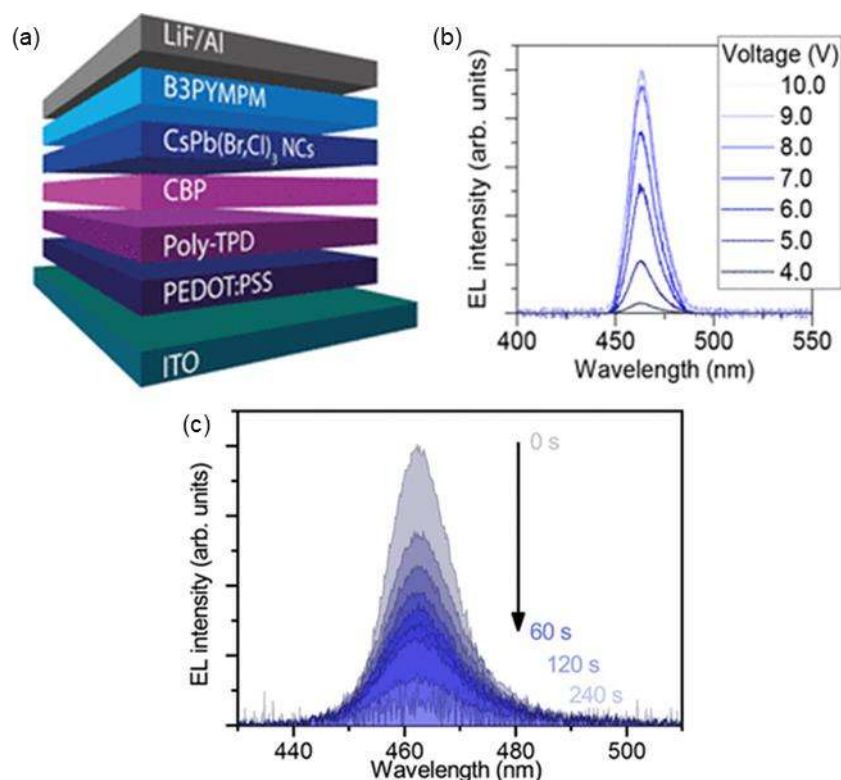 (a)
LiF/Al
B3PYMPM
CsPb(Br,Cl)3 NCs
CBP
Poly-TPD
PEDOT:PSS
ITO
(b)
EL intensity (arb. units)
Voltage (V)
10.0
9.0
8.0
7.0
6.0
5.0
4.0
400 450 500 550
Wavelength (nm)
(c)
EL intensity (arb. units)
0 s
60 s
120 s
240 s
440 460 480 500
Wavelength (nm)